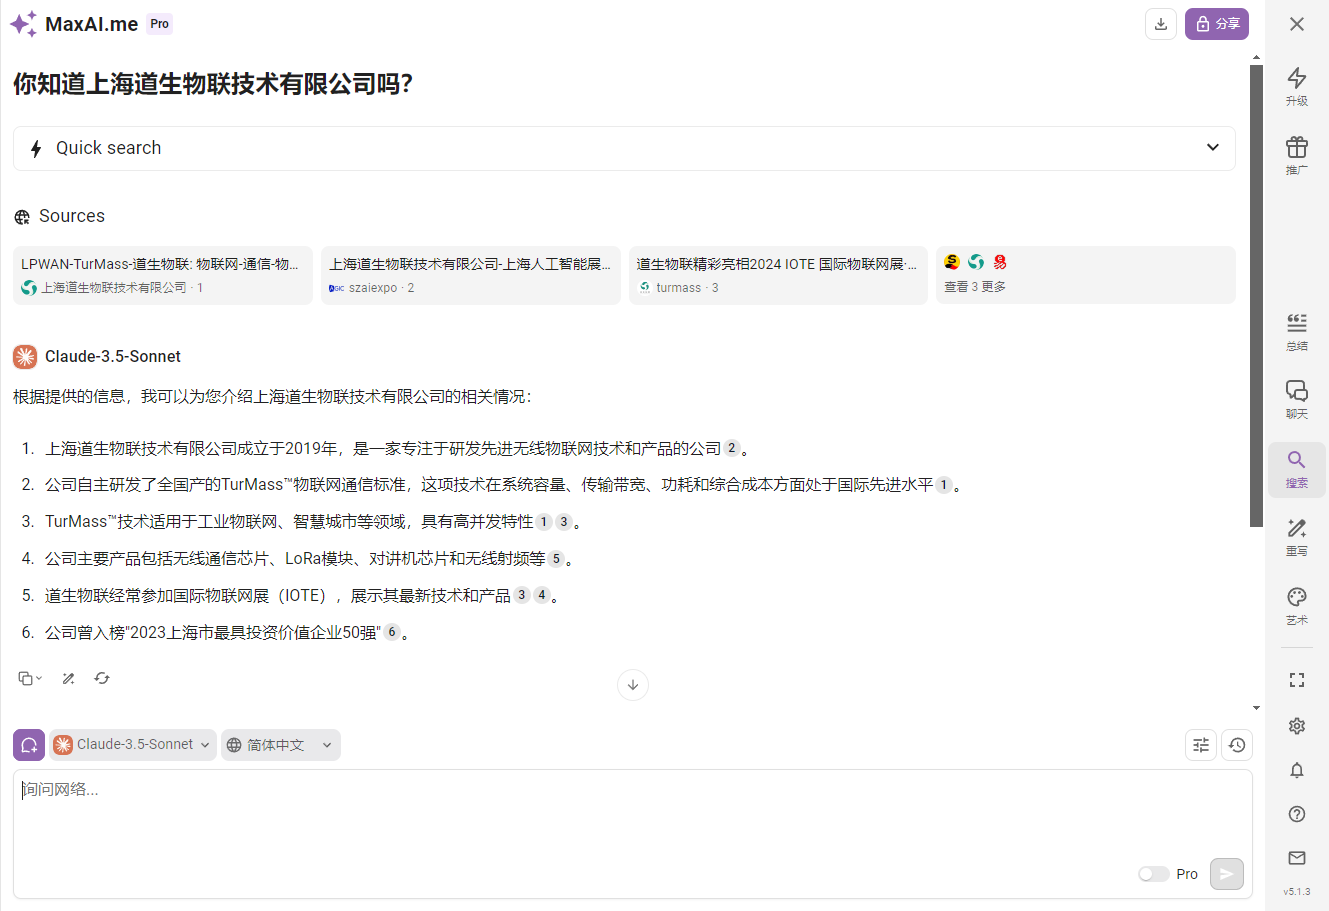 MaxAI.me Pro
分享
你知道上海道生物联技术有限公司吗?
Quick search
Sources
LPWAN-TurMass-道生物联: 物联网-通信-物...
上海道生物联技术有限公司 · 1
上海道生物联技术有限公司-上海人工智能展...
szaiexpo · 2
道生物联精彩亮相2024 IOTE 国际物联网展·...
turmass · 3
查看 3 更多
Claude-3.5-Sonnet
根据提供的信息，我可以为您介绍上海道生物联技术有限公司的相关情况：
1. 上海道生物联技术有限公司成立于2019年，是一家专注于研发先进无线物联网技术和产品的公司 2 。
2. 公司自主研发了全国产的TurMass™物联网通信标准，这项技术在系统容量、传输带宽、功耗和综合成本方面处于国际先进水平 1 。
3. TurMass™技术适用于工业物联网、智慧城市等领域，具有高并发特性 1 3 。
4. 公司主要产品包括无线通信芯片、LoRa模块、对讲机芯片和无线射频等 5 。
5. 道生物联经常参加国际物联网展（IOTE），展示其最新技术和产品 3 4 。
6. 公司曾入榜"2023上海市最具投资价值企业50强" 6 。
Claude-3.5-Sonnet
简体中文
询问网络...
Pro
升级
推广
总结
聊天
搜索
重写
艺术
v5.1.3